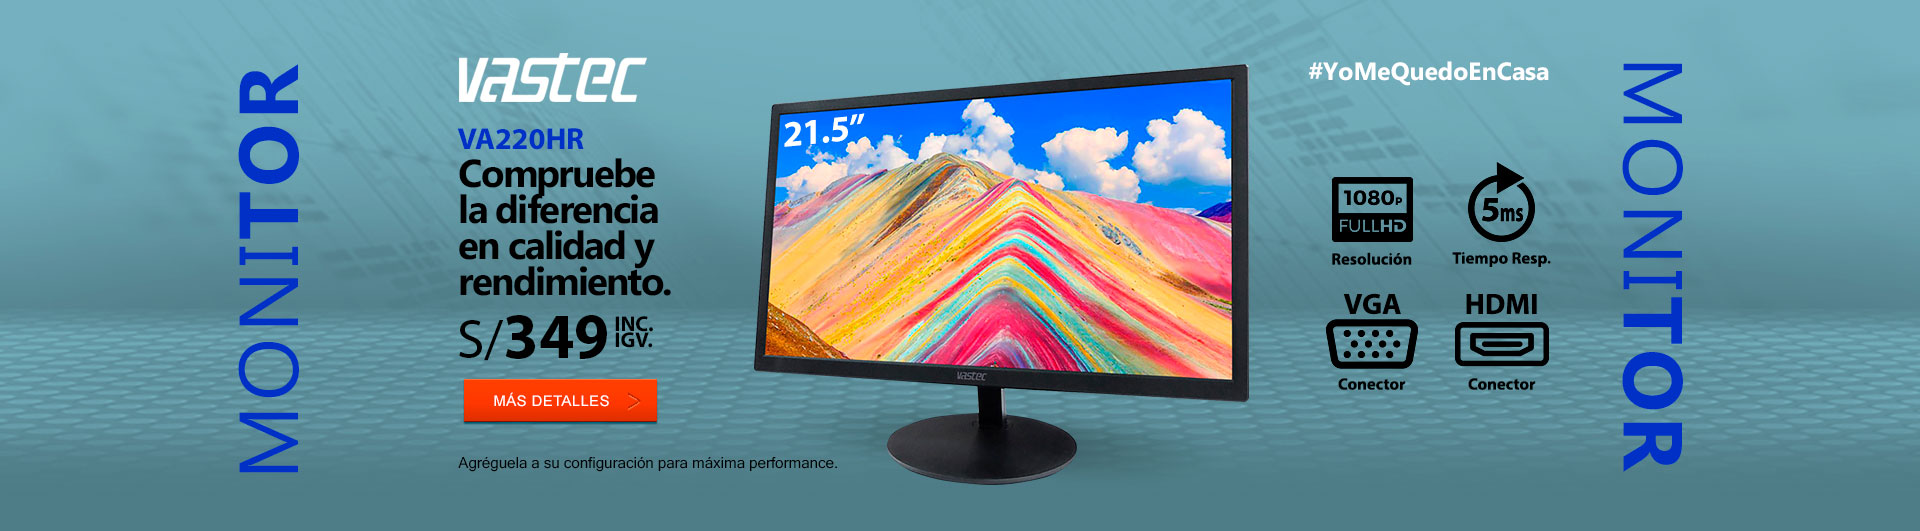 MONITOR
vastec
VA220HR
Compruebe
la diferencia
en calidad y
rendimiento.
S/349 INC.
IGV.
MÁS DETALLES >
Agréguela a su configuración para máxima performance.
21.5”
vastec
#YoMeQuedoEnCasa
1080p
FULLHD
Resolución
5ms
Tiempo Resp.
VGA
Conector
HDMI
Conector
MONITOR